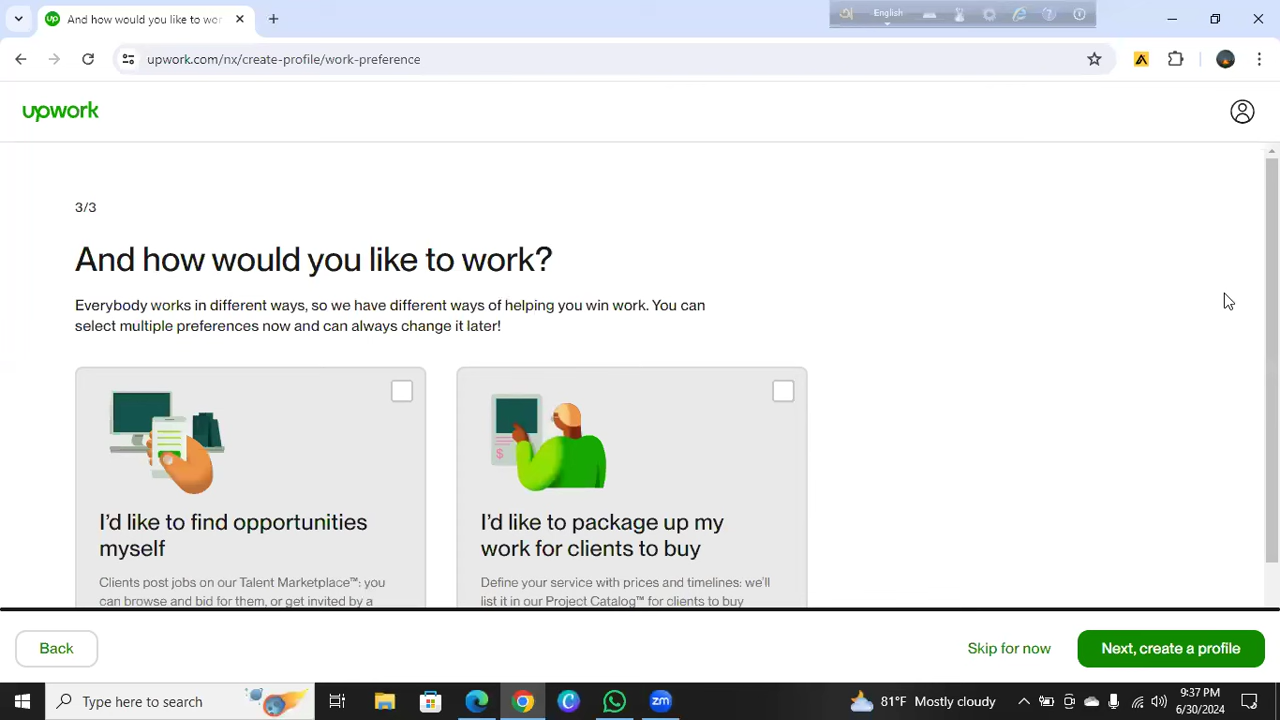 And how would you like to wor
English
upwork.com/nx/create-profile/work-preference
upwork
3/3
And how would you like to work?
Everybody works in different ways, so we have different ways of helping you win work. You can
select multiple preferences now and can always change it later!
I'd like to find opportunities
myself
Clients post jobs on our Talent Marketplace™: you
can browse and bid for them, or get invited by a
$
I'd like to package up my
work for clients to buy
Define your service with prices and timelines: we'll
list it in our Project Catalog™ for clients to buy
Back
Skip for now
Next, create a profile
Type here to search
zm
81°F Mostly cloudy
9:37 PM
6/30/2024